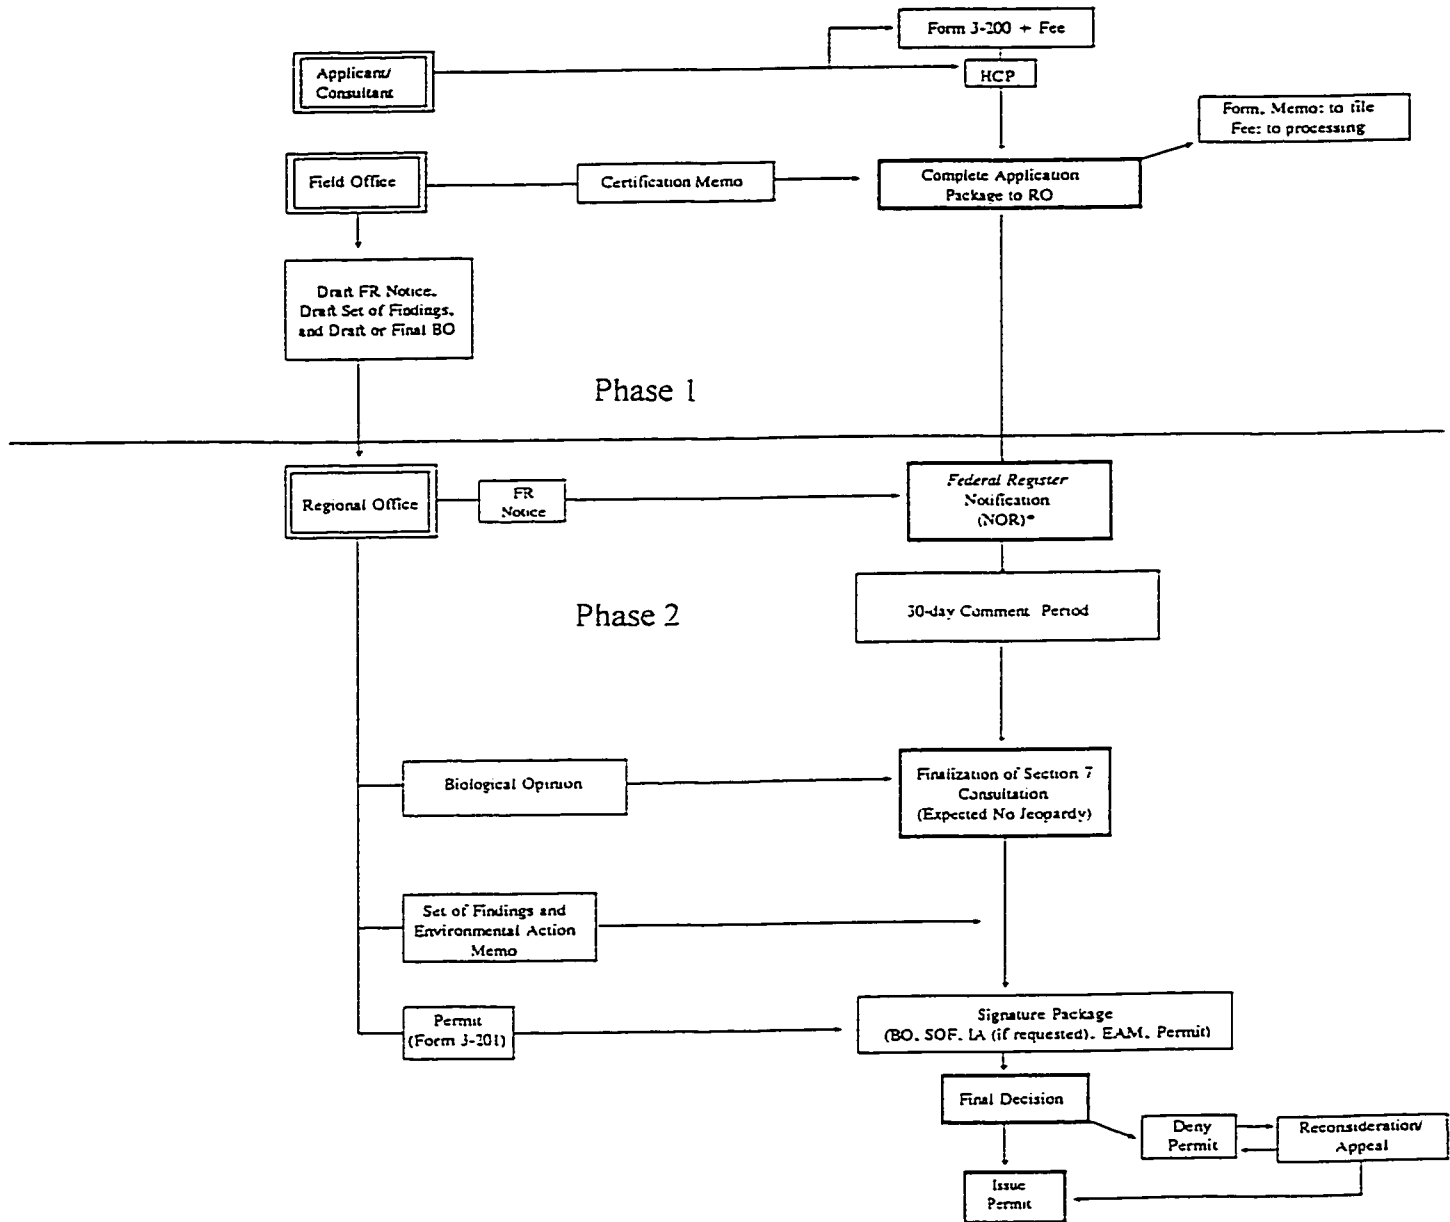 Form 3-200 + Fee
Applicant/
Consultant
HCP
Form, Memo: to file
Fee: to processing
Field Office
Certification Memo
Complete Application
Package to RO
Draft FR Notice,
Draft Set of Findings,
and Draft or Final BO
Phase 1
Regional Office
FR
Notice
Federal Register
Notification
(NOR)*
Phase 2
30-day Comment Period
Biological Opinion
Finalization of Section 7
Consultation
(Expected No Jeopardy)
Set of Findings and
Environmental Action
Memo
Permit
(Form 3-201)
Signature Package
(BO, SOF, IA (if requested), EAM, Permit)
Final Decision
Deny
Permit
Reconsideration/
Appeal
Issue
Permit